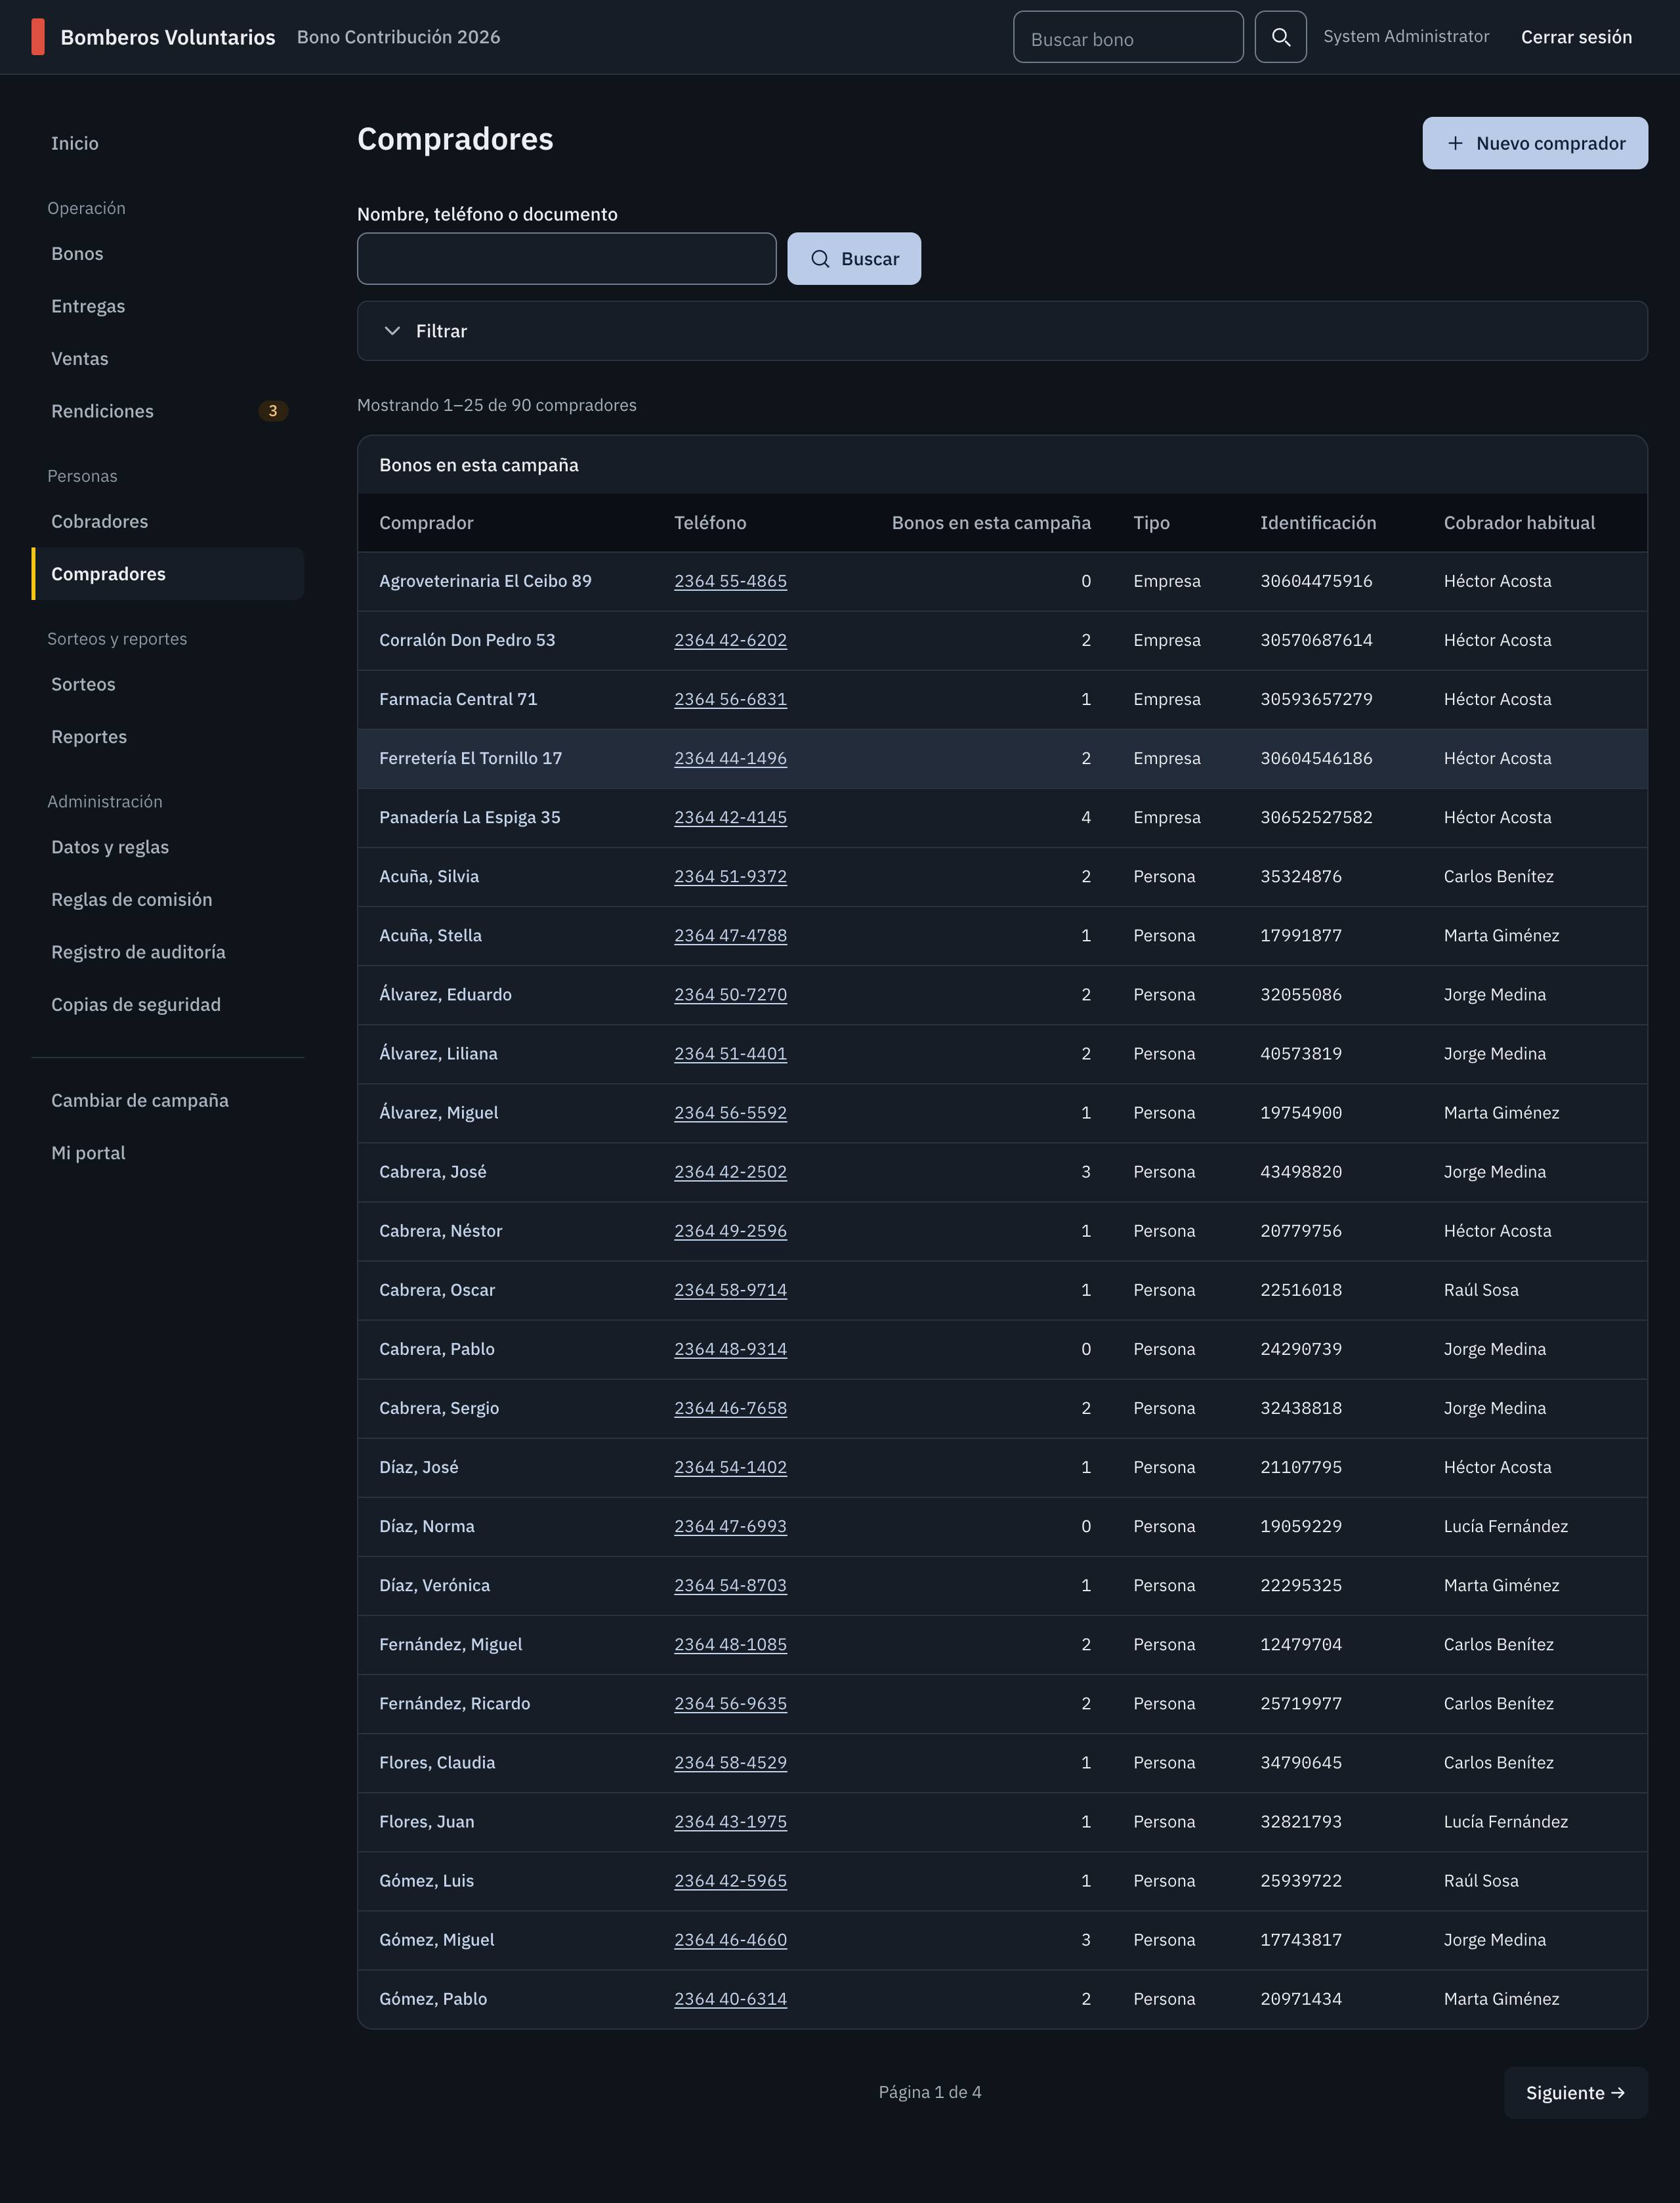 Bomberos Voluntarios Bono Contribución 2026 Buscar bono System Administrator Cerrar sesión
Inicio
Operación
Bonos
Entregas
Ventas
Rendiciones 3
Personas
Cobradores
Compradores
Sorteos y reportes
Sorteos
Reportes
Administración
Datos y reglas
Reglas de comisión
Registro de auditoría
Copias de seguridad
Cambiar de campaña
Mi portal
Compradores
+ Nuevo comprador
Nombre, teléfono o documento
Buscar
Filtrar
Mostrando 1–25 de 90 compradores
Bonos en esta campaña
Comprador Teléfono Bonos en esta campaña Tipo Identificación Cobrador habitual
Agroveterinaria El Ceibo 89 2364 55-4865 0 Empresa 30604475916 Héctor Acosta
Corralón Don Pedro 53 2364 42-6202 2 Empresa 30570687614 Héctor Acosta
Farmacia Central 71 2364 56-6831 1 Empresa 30593657279 Héctor Acosta
Ferretería El Tornillo 17 2364 44-1496 2 Empresa 30604546186 Héctor Acosta
Panadería La Espiga 35 2364 42-4145 4 Empresa 30652527582 Héctor Acosta
Acuña, Silvia 2364 51-9372 2 Persona 35324876 Carlos Benítez
Acuña, Stella 2364 47-4788 1 Persona 17991877 Marta Giménez
Álvarez, Eduardo 2364 50-7270 2 Persona 32055086 Jorge Medina
Álvarez, Liliana 2364 51-4401 2 Persona 40573819 Jorge Medina
Álvarez, Miguel 2364 56-5592 1 Persona 19754900 Marta Giménez
Cabrera, José 2364 42-2502 3 Persona 43498820 Jorge Medina
Cabrera, Néstor 2364 49-2596 1 Persona 20779756 Héctor Acosta
Cabrera, Oscar 2364 58-9714 1 Persona 22516018 Raúl Sosa
Cabrera, Pablo 2364 48-9314 0 Persona 24290739 Jorge Medina
Cabrera, Sergio 2364 46-7658 2 Persona 32438818 Jorge Medina
Díaz, José 2364 54-1402 1 Persona 21107795 Héctor Acosta
Díaz, Norma 2364 47-6993 0 Persona 19059229 Lucía Fernández
Díaz, Verónica 2364 54-8703 1 Persona 22295325 Marta Giménez
Fernández, Miguel 2364 48-1085 2 Persona 12479704 Carlos Benítez
Fernández, Ricardo 2364 56-9635 2 Persona 25719977 Carlos Benítez
Flores, Claudia 2364 58-4529 1 Persona 34790645 Carlos Benítez
Flores, Juan 2364 43-1975 1 Persona 32821793 Lucía Fernández
Gómez, Luis 2364 42-5965 1 Persona 25939722 Raúl Sosa
Gómez, Miguel 2364 46-4660 3 Persona 17743817 Jorge Medina
Gómez, Pablo 2364 40-6314 2 Persona 20971434 Marta Giménez
Página 1 de 4
Siguiente →